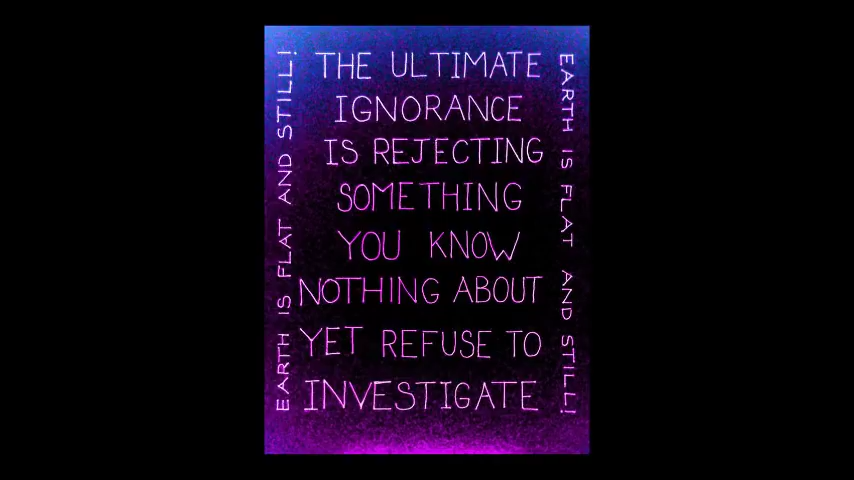 THE ULTIMATE
IGNORANCE
IS REJECTING
SOMETHING
YOU KNOW
NOTHING ABOUT
YET REFUSE TO
INVESTIGATE
EARTH IS FLAT AND STILL!
EARTH IS FLAT AND STILL!